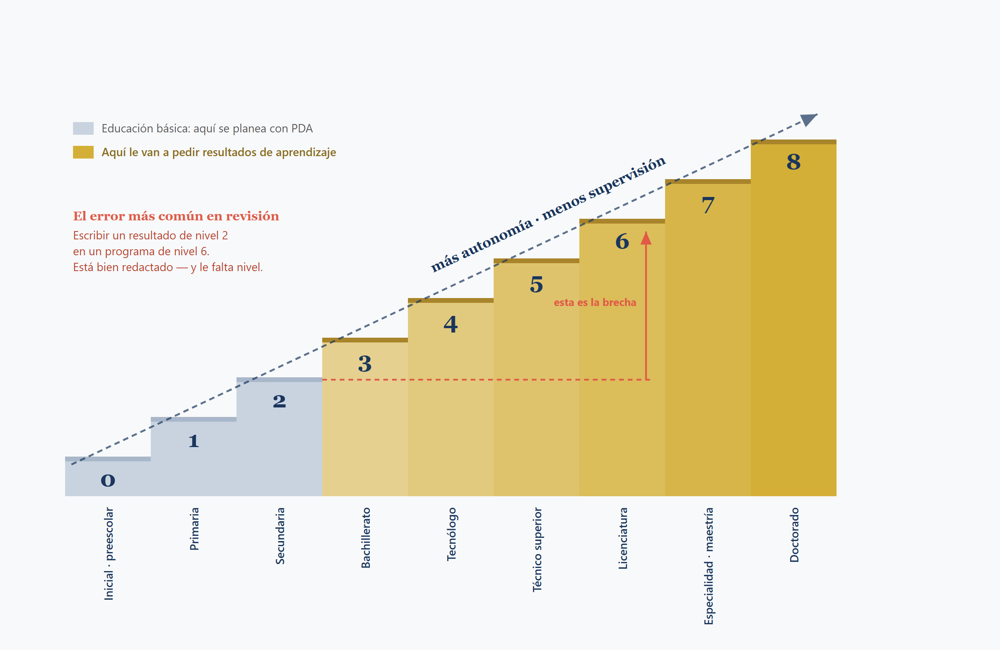 Educación básica: aquí se planea con PDA
Aquí le van a pedir resultados de aprendizaje
El error más común en revisión
Escribir un resultado de nivel 2
en un programa de nivel 6.
Está bien redactado — y le falta nivel.
más autonomía · menos supervisión
esta es la brecha
0
1
2
3
4
5
6
7
8
Inicial · preescolar
Primaria
Secundaria
Bachillerato
Tecnólogo
Técnico superior
Licenciatura
Especialidad · maestría
Doctorado